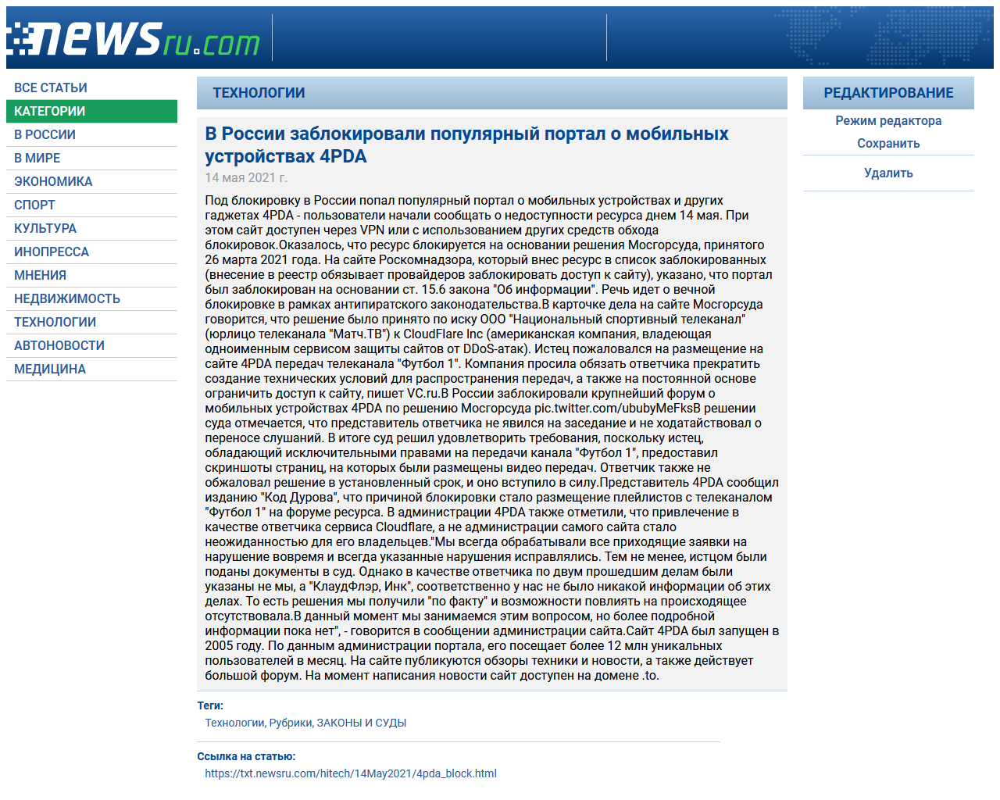 newsru.com
ВСЕ СТАТЬИ
КАТЕГОРИИ
В РОССИИ
В МИРЕ
ЭКОНОМИКА
СПОРТ
КУЛЬТУРА
ИНОПРЕССА
МНЕНИЯ
НЕДВИЖИМОСТЬ
ТЕХНОЛОГИИ
АВТОНОВОСТИ
МЕДИЦИНА
ТЕХНОЛОГИИ
В России заблокировали популярный портал о мобильных
устройствах 4PDA
14 мая 2021 г.
Под блокировку в России попал популярный портал о мобильных устройствах и других
гаджетах 4PDA - пользователи начали сообщать о недоступности ресурса днем 14 мая. При
этом сайт доступен через VPN или с использованием других средств обхода
блокировок.Оказалось, что ресурс блокируется на основании решения Мосгорсуда, принятого
26 марта 2021 года. На сайте Роскомнадзора, который внес ресурс в список заблокированных
(внесение в реестр обязывает провайдеров заблокировать доступ к сайту), указано, что портал
был заблокирован на основании ст. 15.6 закона "Об информации". Речь идет о вечной
блокировке в рамках антипиратского законодательства.В карточке дела на сайте Мосгорсуда
говорится, что решение было принято по иску ООО "Национальный спортивный телеканал"
(юрлицо телеканала "Матч.ТВ") к CloudFlare Inc (американская компания, владеющая
одноименным сервисом защиты сайтов от DDoS-атак). Истец пожаловался на размещение на
сайте 4PDA передач телеканала "Футбол 1". Компания просила обязать ответчика прекратить
создание технических условий для распространения передач, а также на постоянной основе
ограничить доступ к сайту, пишет VC.ru.В России заблокировали крупнейший форум о
мобильных устройствах 4PDA по решению Мосгорсуда pic.twitter.com/ububyMeFksВ решении
суда отмечается, что представитель ответчика не явился на заседание и не ходатайствовал о
переносе слушаний. В итоге суд решил удовлетворить требования, поскольку истец,
обладающий исключительными правами на передачи канала "Футбол 1", предоставил
скриншоты страниц, на которых были размещены видео передач. Ответчик также не
обжаловал решение в установленный срок, и оно вступило в силу.Представитель 4PDA сообщил
изданию "Код Дурова", что причиной блокировки стало размещение плейлистов с телеканалом
"Футбол 1" на форуме ресурса. В администрации 4PDA также отметили, что привлечение в
качестве ответчика сервиса Cloudflare, а не администрации самого сайта стало
неожиданностью для его владельцев."Мы всегда обрабатывали все приходящие заявки на
нарушение вовремя и всегда указанные нарушения исправлялись. Тем не менее, истцом были
поданы документы в суд. Однако в качестве ответчика по двум прошедшим делам были
указаны не мы, а "КлаудФлэр, Инк", соответственно у нас не было никакой информации об этих
делах. То есть решения мы получили "по факту" и возможности повлиять на происходящее
отсутствовала.В данный момент мы занимаемся этим вопросом, но более подробной
информации пока нет", - говорится в сообщении администрации сайта.Сайт 4PDA был запущен в
2005 году. По данным администрации портала, его посещает более 12 млн уникальных
пользователей в месяц. На сайте публикуются обзоры техники и новости, а также действует
большой форум. На момент написания новости сайт доступен на домене .to.
Теги:
Технологии, Рубрики, ЗАКОНЫ И СУДЫ
Ссылка на статью:
https://txt.newsru.com/hitech/14May2021/4pda_block.html
РЕДАКТИРОВАНИЕ
Режим редактора
Сохранить
Удалить